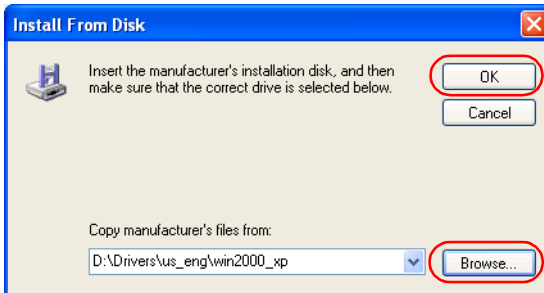 Install From Disk
Insert the manufacturer's installation disk, and then
make sure that the correct drive is selected below.
OK
Cancel
Copy manufacturer's files from:
D:\Drivers\us_eng\win2000_xp
Browse...